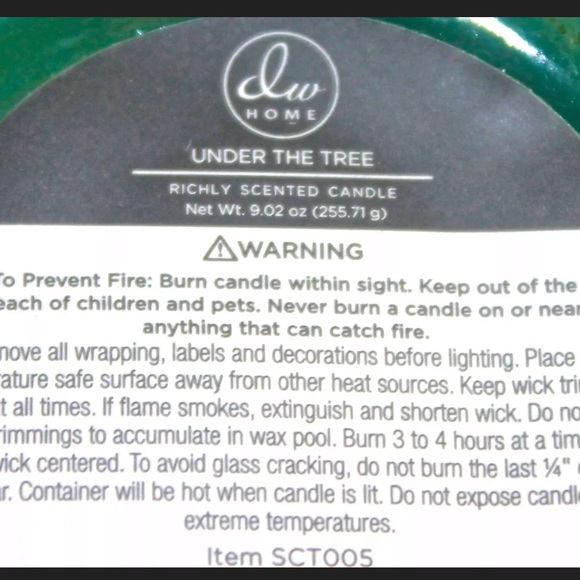 dw
HOME
UNDER THE TREE
RICHLY SCENTED CANDLE
Net Wt. 9.02 oz (255.71 g)
⚠WARNING
To Prevent Fire: Burn candle within sight. Keep out of the
each of children and pets. Never burn a candle on or near
anything that can catch fire.
move all wrapping, labels and decorations before lighting. Place
rature safe surface away from other heat sources. Keep wick tri
t all times. If flame smokes, extinguish and shorten wick. Do no
rimmings to accumulate in wax pool. Burn 3 to 4 hours at a tim
wick centered. To avoid glass cracking, do not burn the last ¼"
ar. Container will be hot when candle is lit. Do not expose candl
extreme temperatures.
Item SCT005